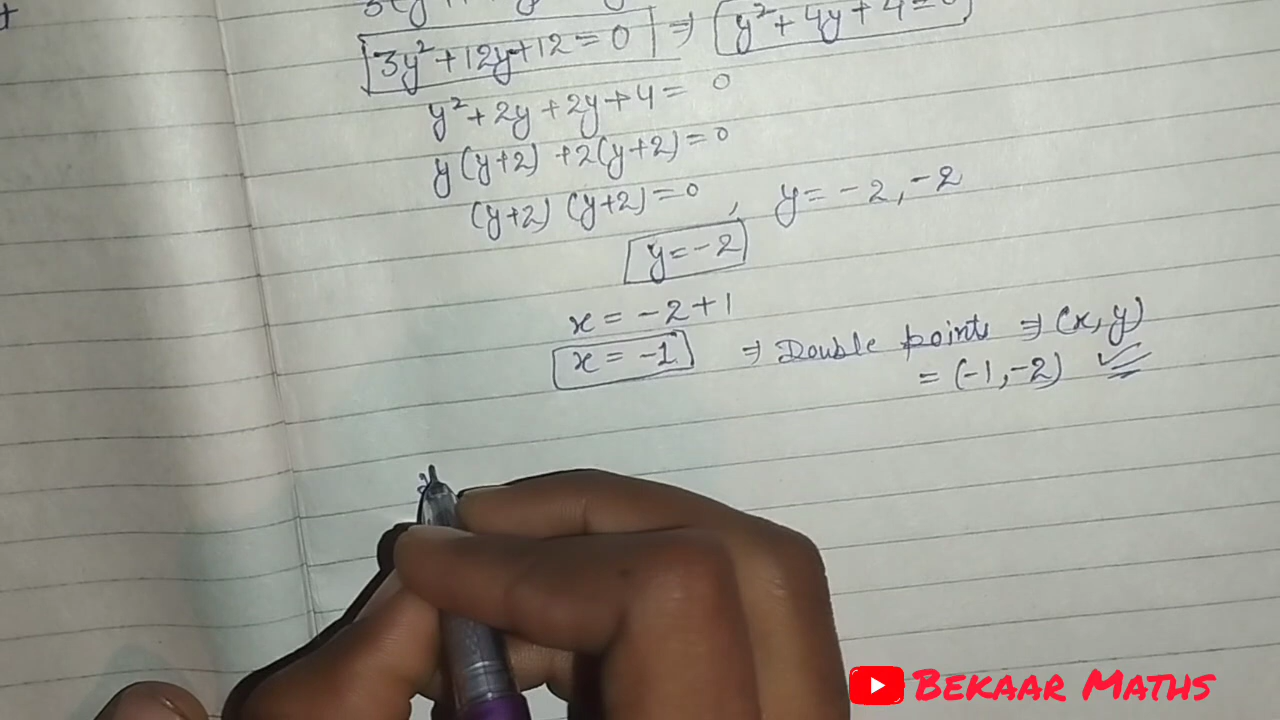 3y² + 12y + 12 = 0 ⇒ y² + 4y + 4 = 0
y² + 2y + 2y + 4 = 0
y(y+2) + 2(y+2) = 0
(y+2) (y+2) = 0 , y = -2, -2
y = -2
x = -2 + 1
x = -1 ⇒ Double points ⇒ (x, y)
= (-1, -2)
BEKAAR MATHS